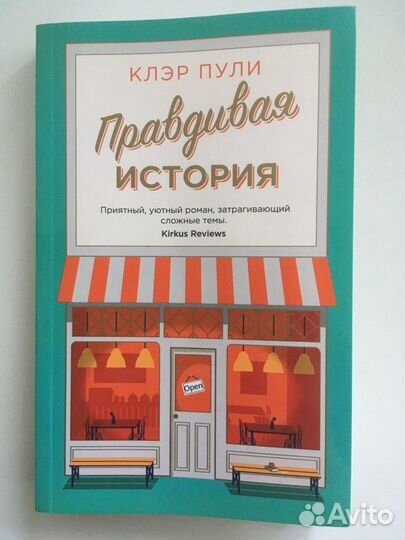 КЛЭР ПУЛИ
Правдивая
ИСТОРИЯ
Приятный, уютный роман, затрагивающий
сложные темы.
Kirkus Reviews
Open
Avito